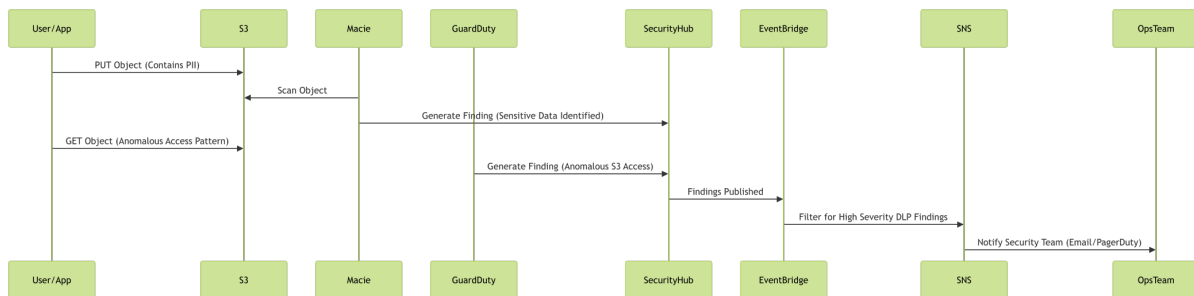 User/App
S3
Macie
GuardDuty
SecurityHub
EventBridge
SNS
OpsTeam
PUT Object (Contains PII)
Scan Object
Generate Finding (Sensitive Data Identified)
GET Object (Anomalous Access Pattern)
Generate Finding (Anomalous S3 Access)
Findings Published
Filter for High Severity DLP Findings
Notify Security Team (Email/PagerDuty)
User/App
S3
Macie
GuardDuty
SecurityHub
EventBridge
SNS
OpsTeam